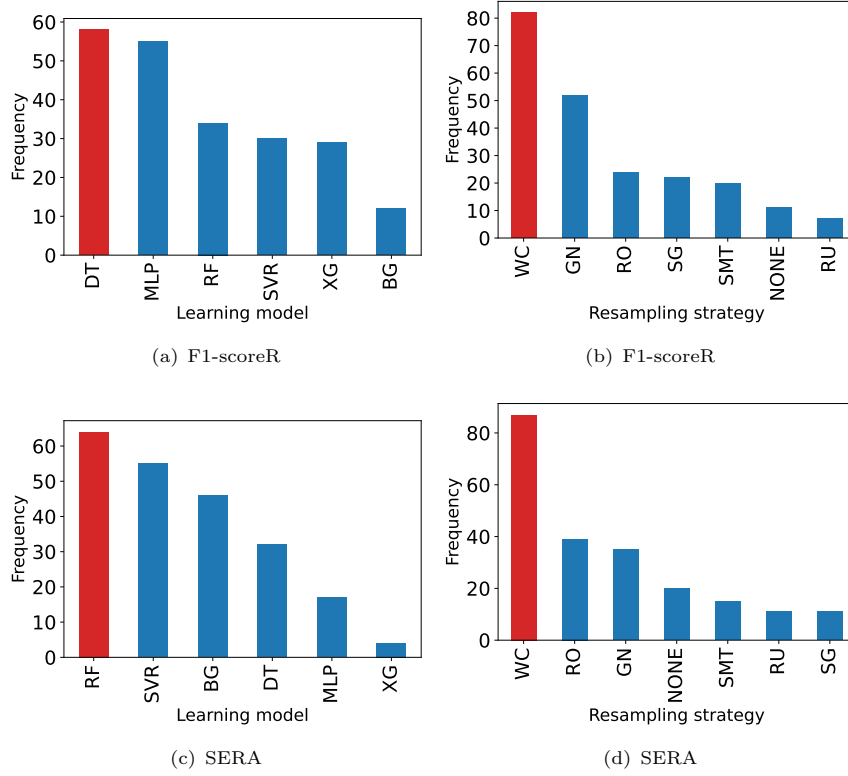 60
50
40
30
20
10
0
Frequency
DT
MLP
RF
SVR
XG
BG
Learning model
(a) F1-scoreR
80
70
60
50
40
30
20
10
0
Frequency
WC
GN
RO
SG
SMT
NONE
RU
Resampling strategy
(b) F1-scoreR
60
50
40
30
20
10
0
Frequency
RF
SVR
BG
DT
MLP
XG
Learning model
(c) SERA
80
60
40
20
0
Frequency
WC
RO
GN
NONE
SMT
RU
SG
Resampling strategy
(d) SERA